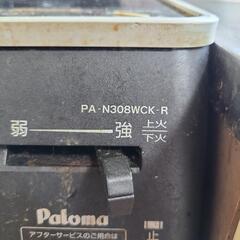 PA-N308WCK-R
弱 強 上火
下火
Paloma
アフターサービスのご用命は
止